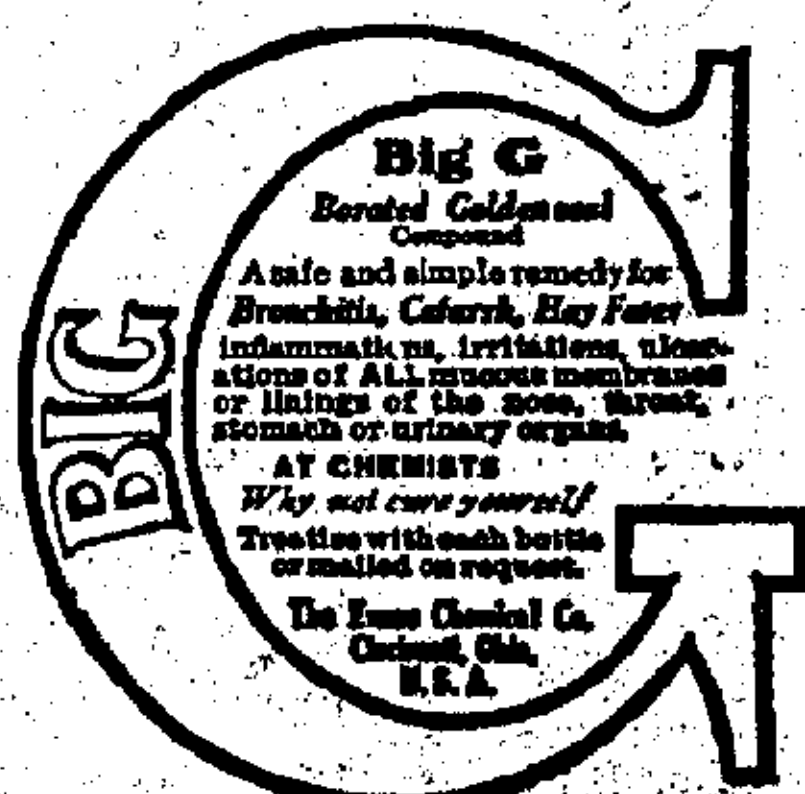 BIG
Big G
Borated Goldenseal
Compound
A safe and simple remedy for
Bronchitis, Catarrh, Hay Fever
inflammations, irritations, ulcer-
ations of ALL mucous membranes
or linings of the nose, throat,
stomach or urinary organs.
AT CHEMISTS
Why not cure yourself
Treatise with each bottle
or mailed on request.
The Evans Chemical Co.
Cincinnati, Ohio,
U. S. A.